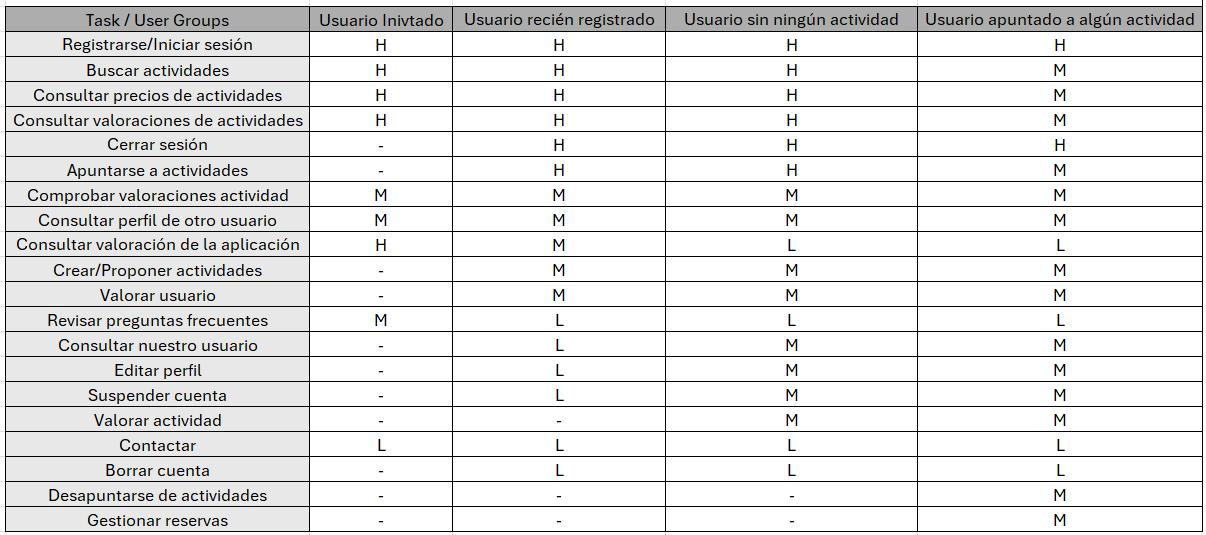 Task / User Groups Usuario Inivtado Usuario recién registrado Usuario sin ningún actividad Usuario apuntado a algún actividad
Registrarse/Iniciar sesión H H H H
Buscar actividades H H H M
Consultar precios de actividades H H H M
Consultar valoraciones de actividades H H H M
Cerrar sesión - H H H
Apuntarse a actividades - H H M
Comprobar valoraciones actividad M M M M
Consultar perfil de otro usuario M M M M
Consultar valoración de la aplicación H M L L
Crear/Proponer actividades - M M M
Valorar usuario - M M M
Revisar preguntas frecuentes M L L L
Consultar nuestro usuario - L M M
Editar perfil - L M M
Suspender cuenta - L M M
Valorar actividad - - M M
Contactar L L L L
Borrar cuenta - L L L
Desapuntarse de actividades - - - M
Gestionar reservas - - - M